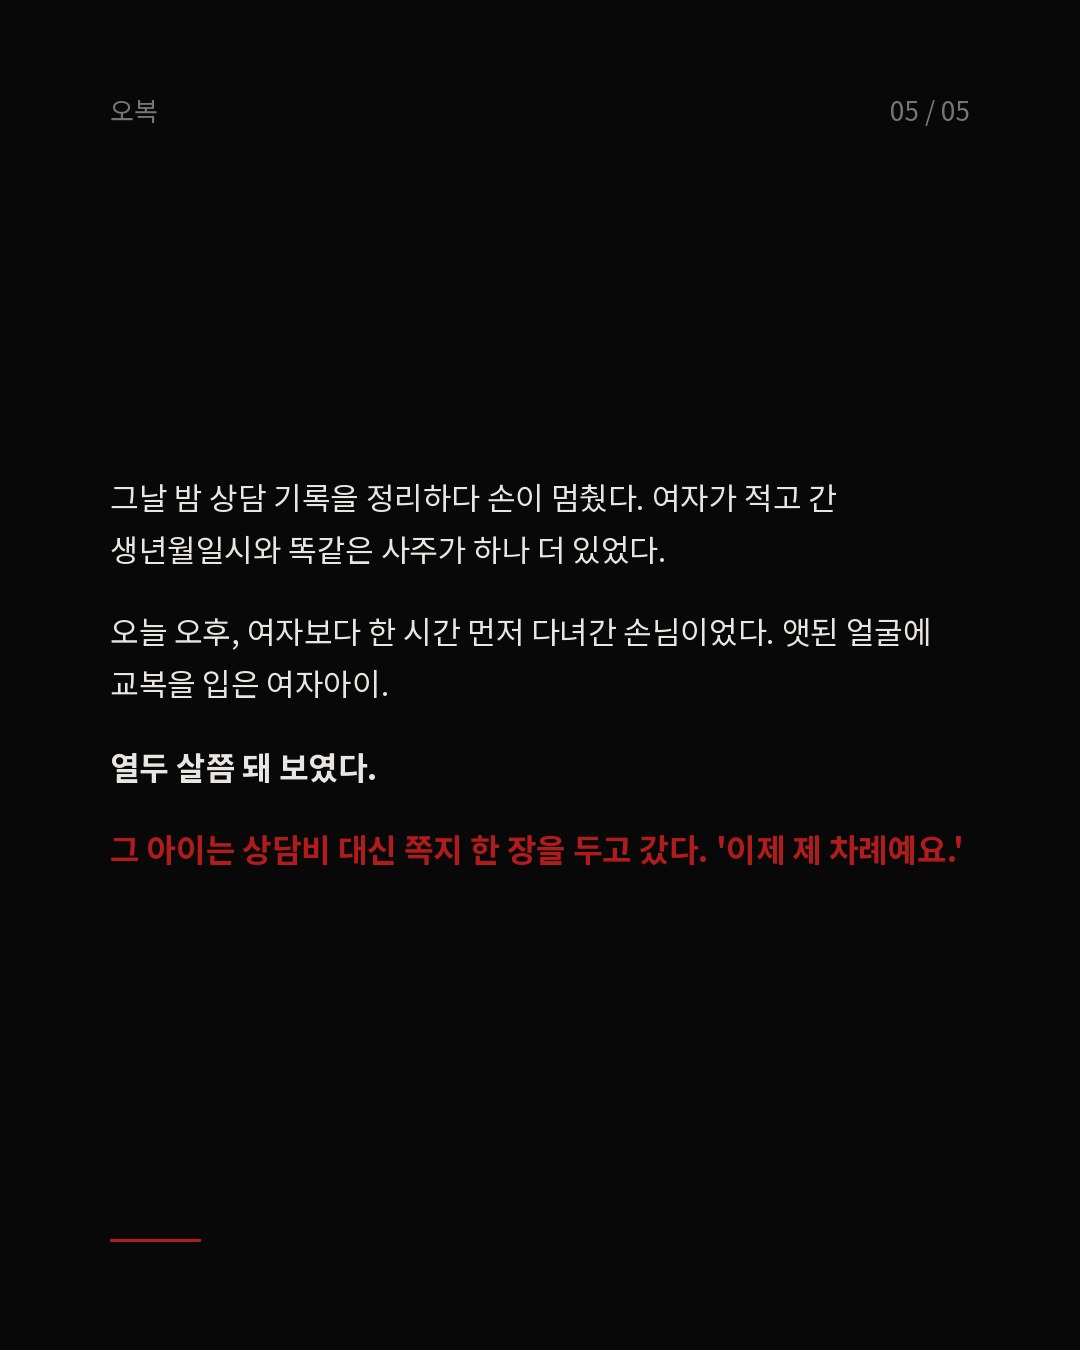 오복
05 / 05
그날 밤 상담 기록을 정리하다 손이 멈췄다. 여자가 적고 간
생년월일시와 똑같은 사주가 하나 더 있었다.
오늘 오후, 여자보다 한 시간 먼저 다녀간 손님이었다. 앳된 얼굴에
교복을 입은 여자아이.
열두 살쯤 돼 보였다.
그 아이는 상담비 대신 쪽지 한 장을 두고 갔다. '이제 제 차례예요.'